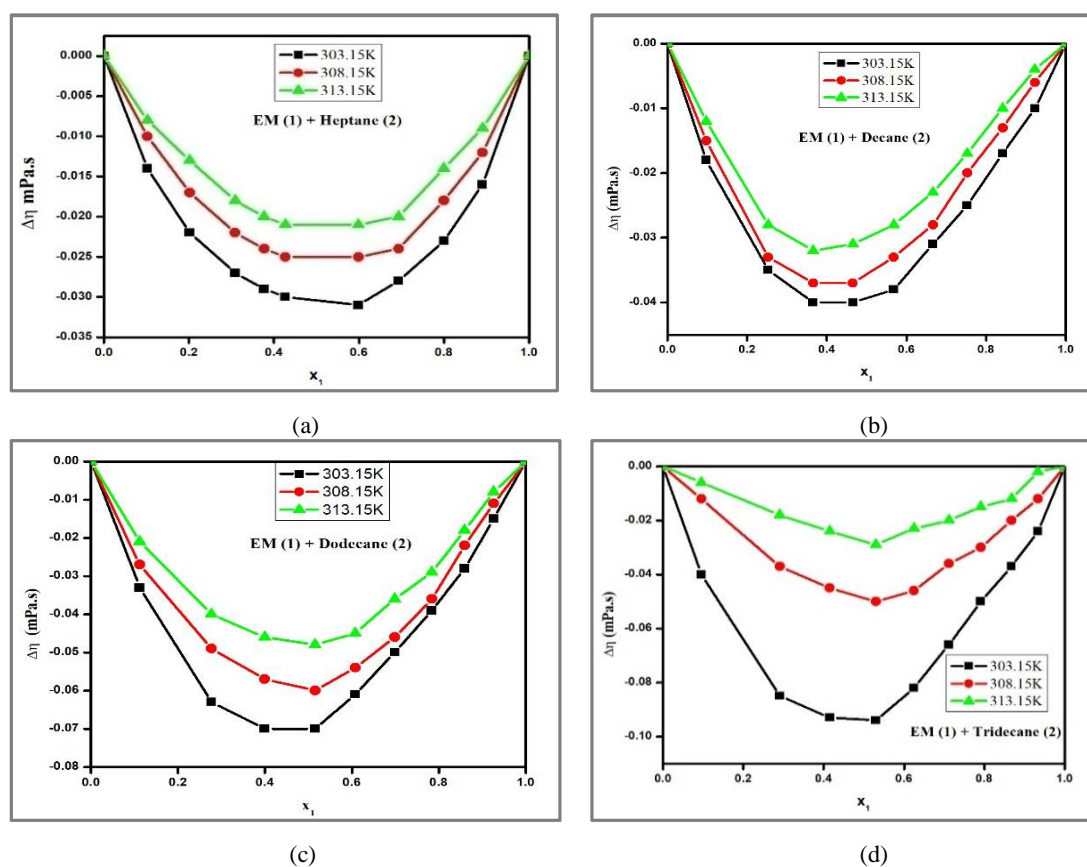 0.000
-0.005
-0.010
-0.015
-0.020
-0.025
-0.030
-0.035
Δη mPa.s
303.15K
308.15K
313.15K
EM (1) + Heptane (2)
0.0 0.2 0.4 0.6 0.8 1.0
x1
(a)
0.00
-0.01
-0.02
-0.03
-0.04
Δη (mPa.s)
303.15K
308.15K
313.15K
EM (1) + Decane (2)
0.0 0.2 0.4 0.6 0.8 1.0
x1
(b)
0.00
-0.01
-0.02
-0.03
-0.04
-0.05
-0.06
-0.07
-0.08
Δη (mPa.s)
303.15K
308.15K
313.15K
EM (1) + Dodecane (2)
0.0 0.2 0.4 0.6 0.8 1.0
x1
(c)
0.00
-0.02
-0.04
-0.06
-0.08
-0.10
Δη (mPa.s)
303.15K
308.15K
313.15K
EM (1) + Tridecane (2)
0.0 0.2 0.4 0.6 0.8 1.0
x1
(d)